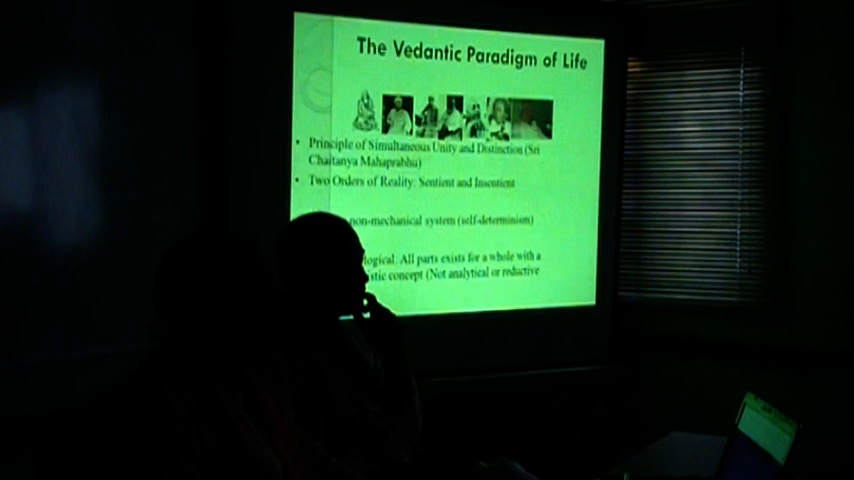 The Vedantic Paradigm of Life
• Principle of Simultaneous Unity and Distinction (Sri
Chaitanya Mahaprabhu)
• Two Orders of Reality: Sentient and Insentient
non-mechanical system (self-determinism)
logical. All parts exists for a whole with a
istic concept (Not analytical or reductive